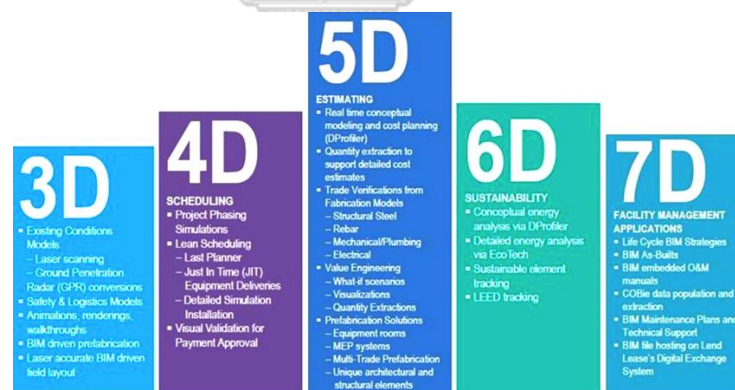 3D
▪ Existing Conditions
Models
– Laser scanning
– Ground Penetration
Radar (GPR) conversions
▪ Safety & Logistics Models
▪ Animations, renderings,
walkthroughs
▪ BIM driven prefabrication
▪ Laser accurate BIM driven
field layout
4D
SCHEDULING
▪ Project Phasing
Simulations
▪ Lean Scheduling
– Last Planner
– Just In Time (JIT)
Equipment Deliveries
– Detailed Simulation
Installation
▪ Visual Validation for
Payment Approval
5D
ESTIMATING
▪ Real time conceptual
modeling and cost planning
(DProfiler)
▪ Quantity extraction to
support detailed cost
estimates
▪ Trade Verifications from
Fabrication Models
– Structural Steel
– Rebar
– Mechanical/Plumbing
– Electrical
▪ Value Engineering
– What-if scenarios
– Visualizations
– Quantity Extractions
▪ Prefabrication Solutions
– Equipment rooms
– MEP systems
– Multi-Trade Prefabrication
– Unique architectural and
structural elements
6D
SUSTAINABILITY
▪ Conceptual energy
analysis via DProfiler
▪ Detailed energy analysis
via EcoTech
▪ Sustainable element
tracking
▪ LEED tracking
7D
FACILITY MANAGEMENT
APPLICATIONS
▪ Life Cycle BIM Strategies
▪ BIM As-Builts
▪ BIM embedded O&M
manuals
▪ COBie data population and
extraction
▪ BIM Maintenance Plans and
Technical Support
▪ BIM file hosting on Lend
Lease's Digital Exchange
System